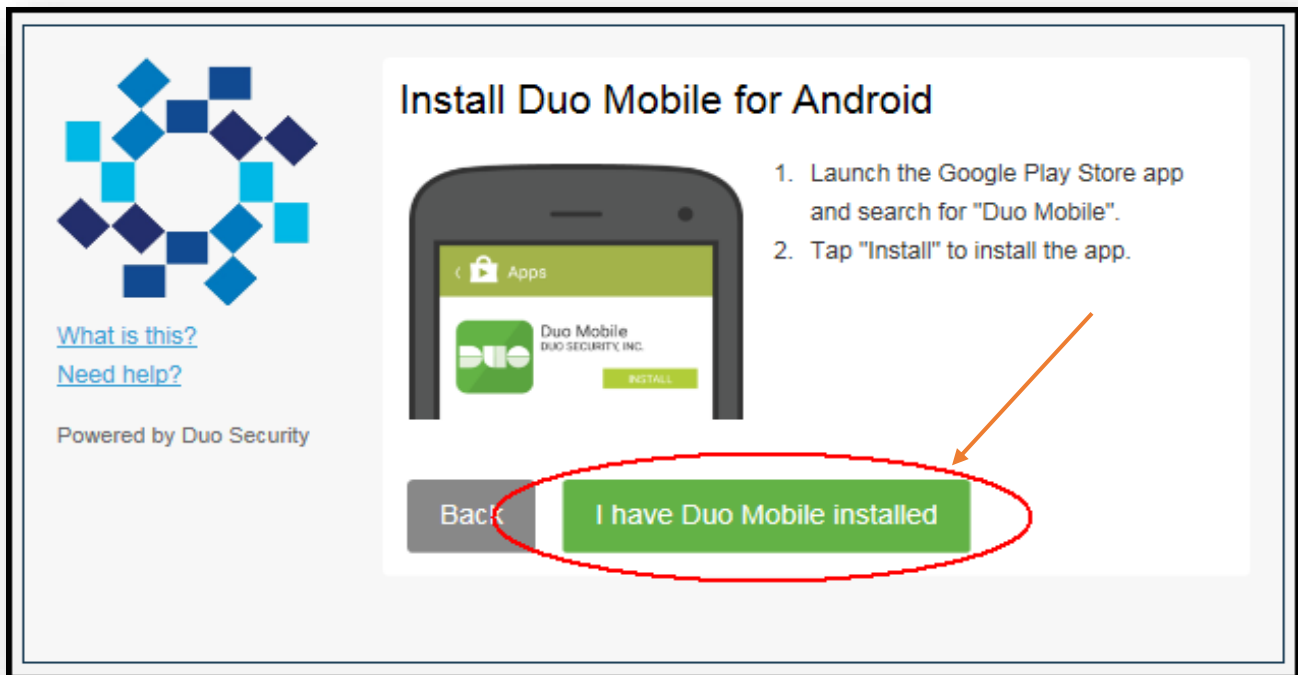 Install Duo Mobile for Android
1. Launch the Google Play Store app
and search for "Duo Mobile".
2. Tap "Install" to install the app.
Apps
Duo Mobile
DUO SECURITY, INC.
DUO
INSTALL
What is this?
Need help?
Powered by Duo Security
Back
I have Duo Mobile installed